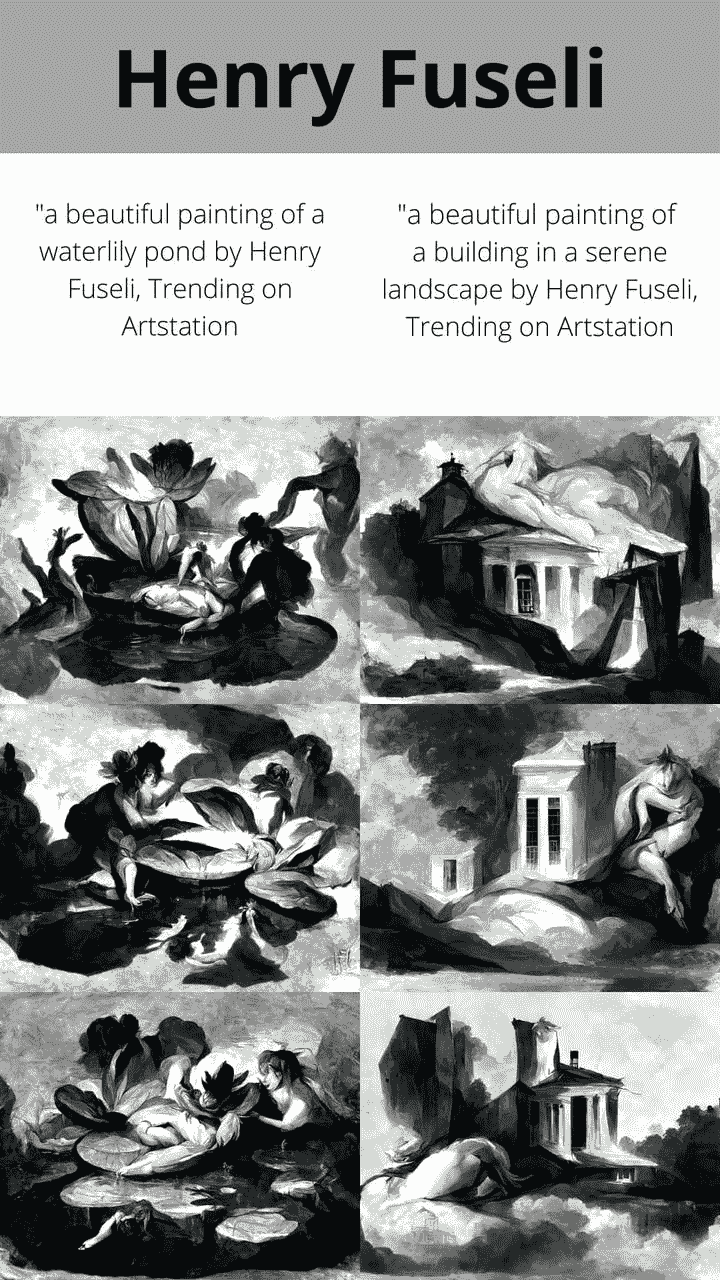 Henry Fuseli
"a beautiful painting of a
waterlily pond by Henry
Fuseli, Trending on
Artstation
"a beautiful painting of
a building in a serene
landscape by Henry Fuseli,
Trending on Artstation